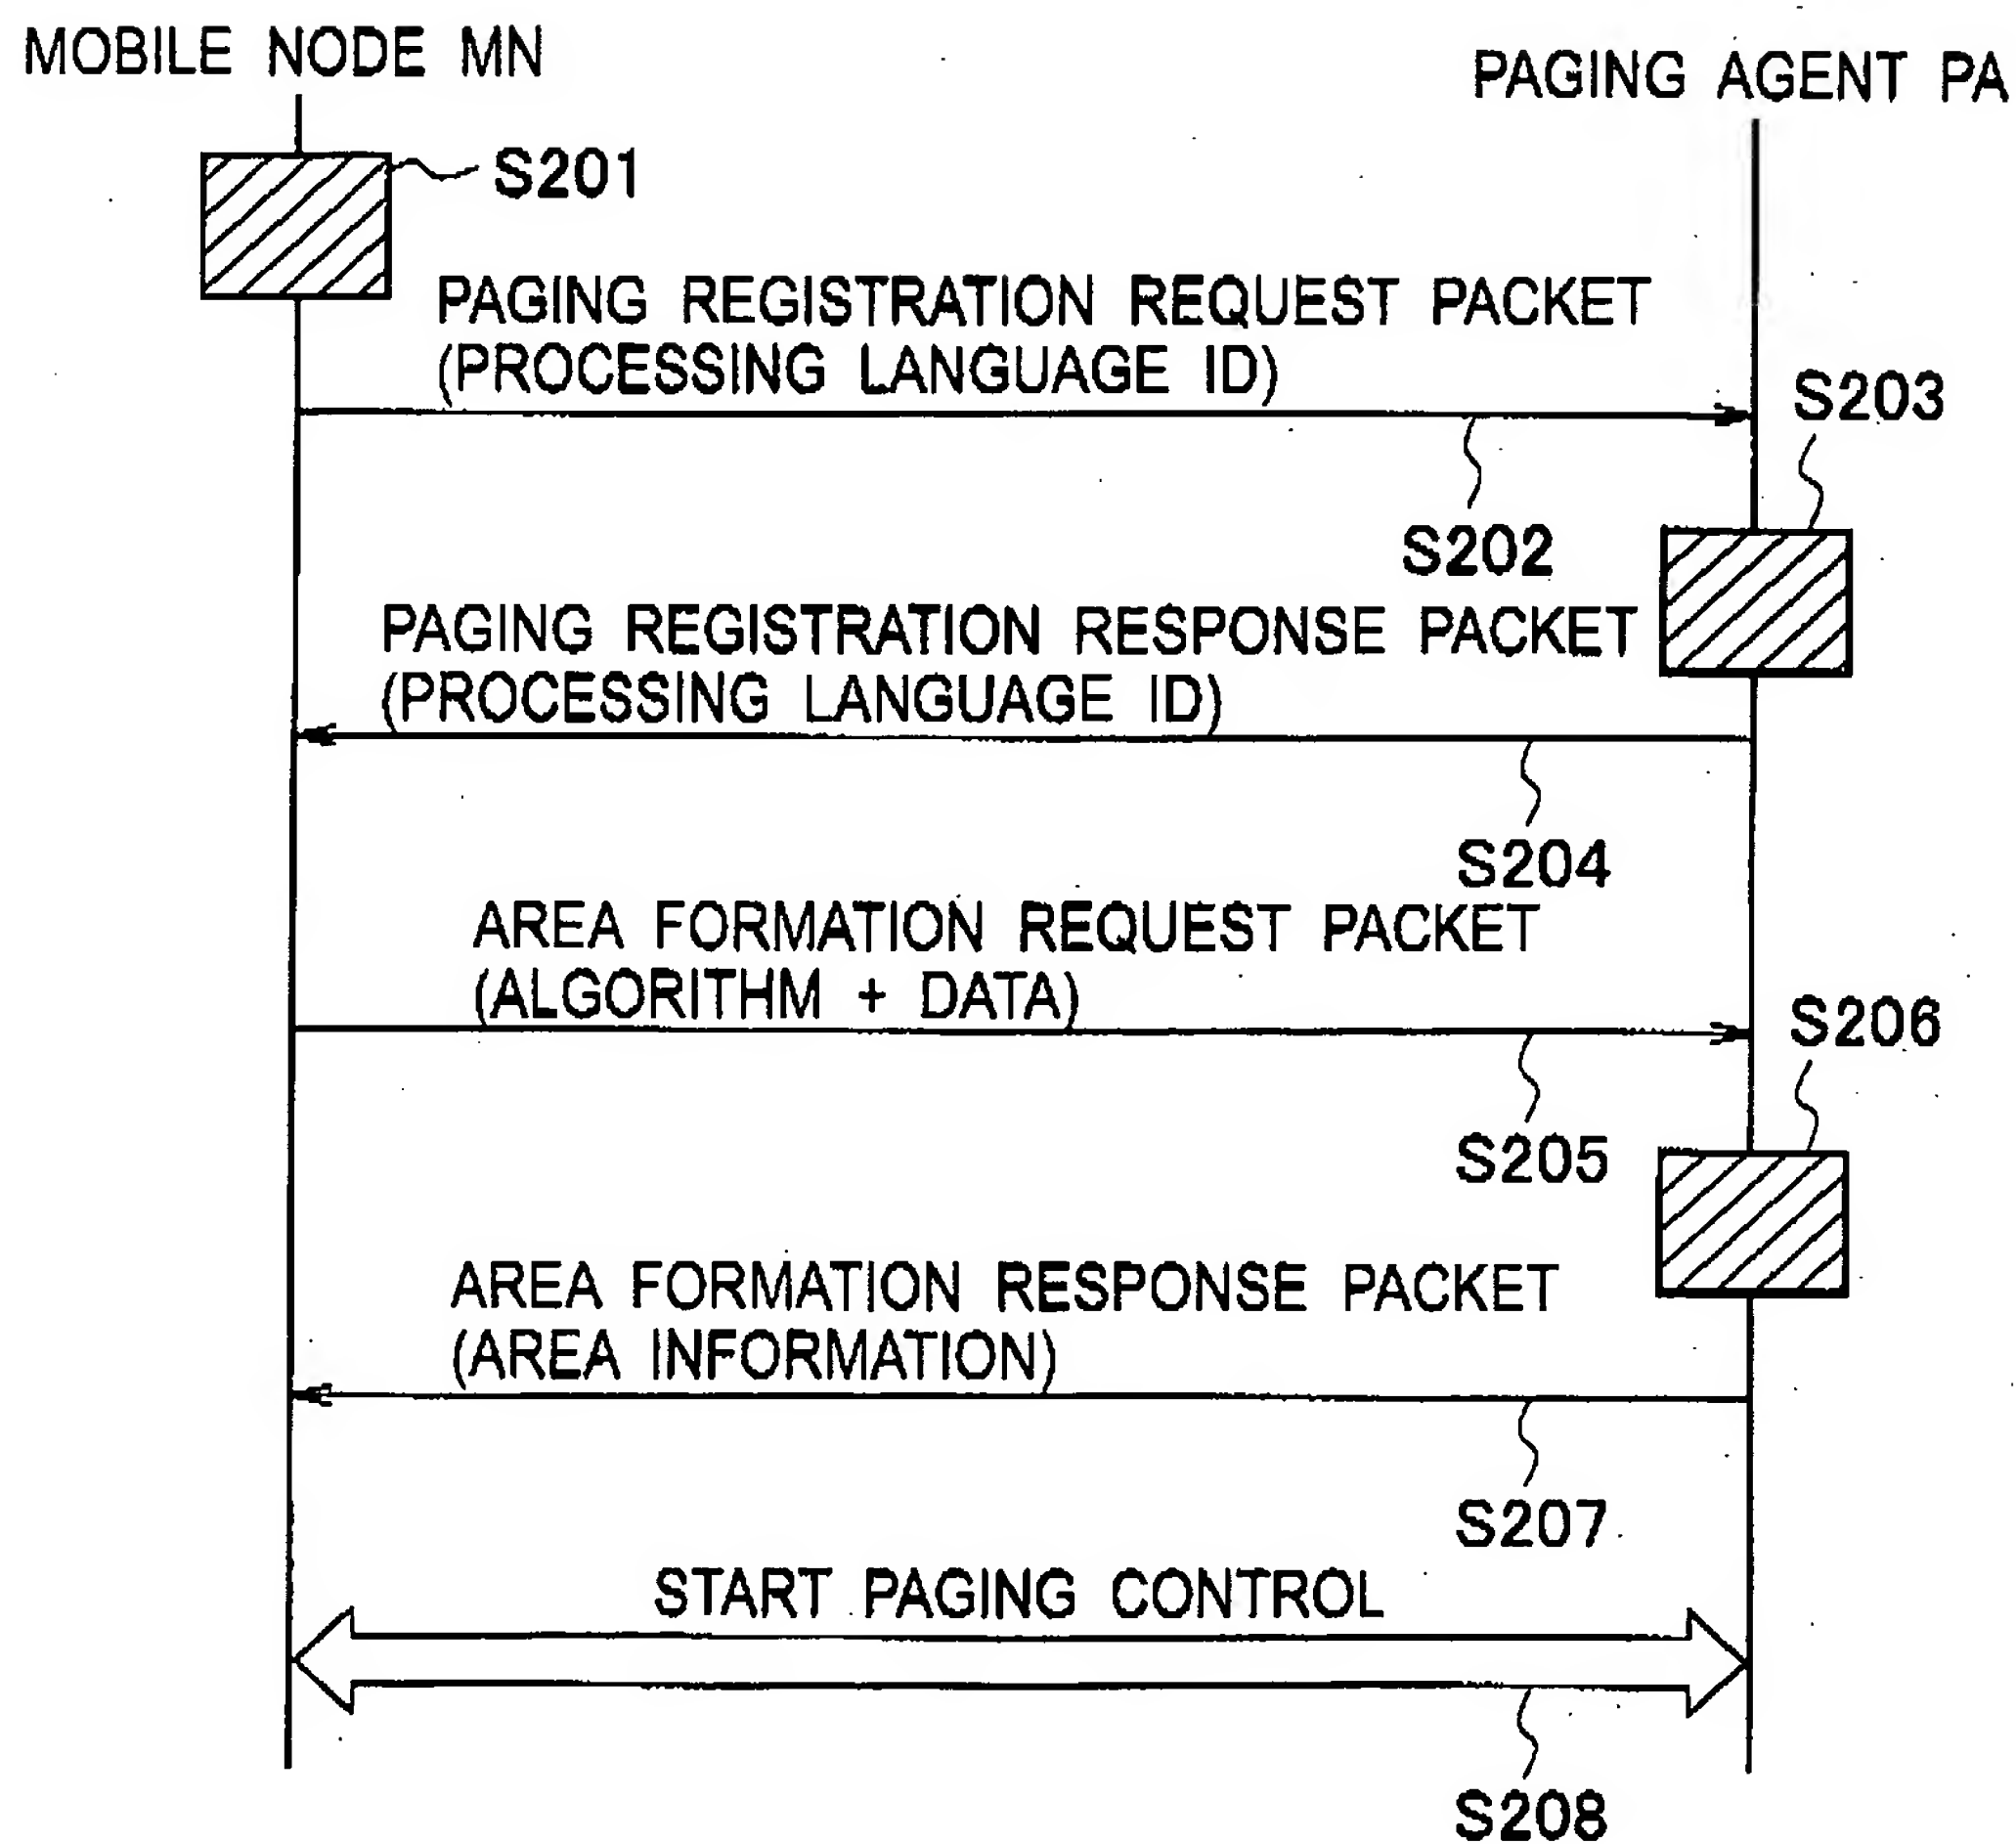 MOBILE NODE MN
PAGING AGENT PA
S201
PAGING REGISTRATION REQUEST PACKET
(PROCESSING LANGUAGE ID)
S203
S202
PAGING REGISTRATION RESPONSE PACKET
(PROCESSING LANGUAGE ID)
S204
AREA FORMATION REQUEST PACKET
(ALGORITHM + DATA)
S206
S205
AREA FORMATION RESPONSE PACKET
(AREA INFORMATION)
S207
START PAGING CONTROL
S208